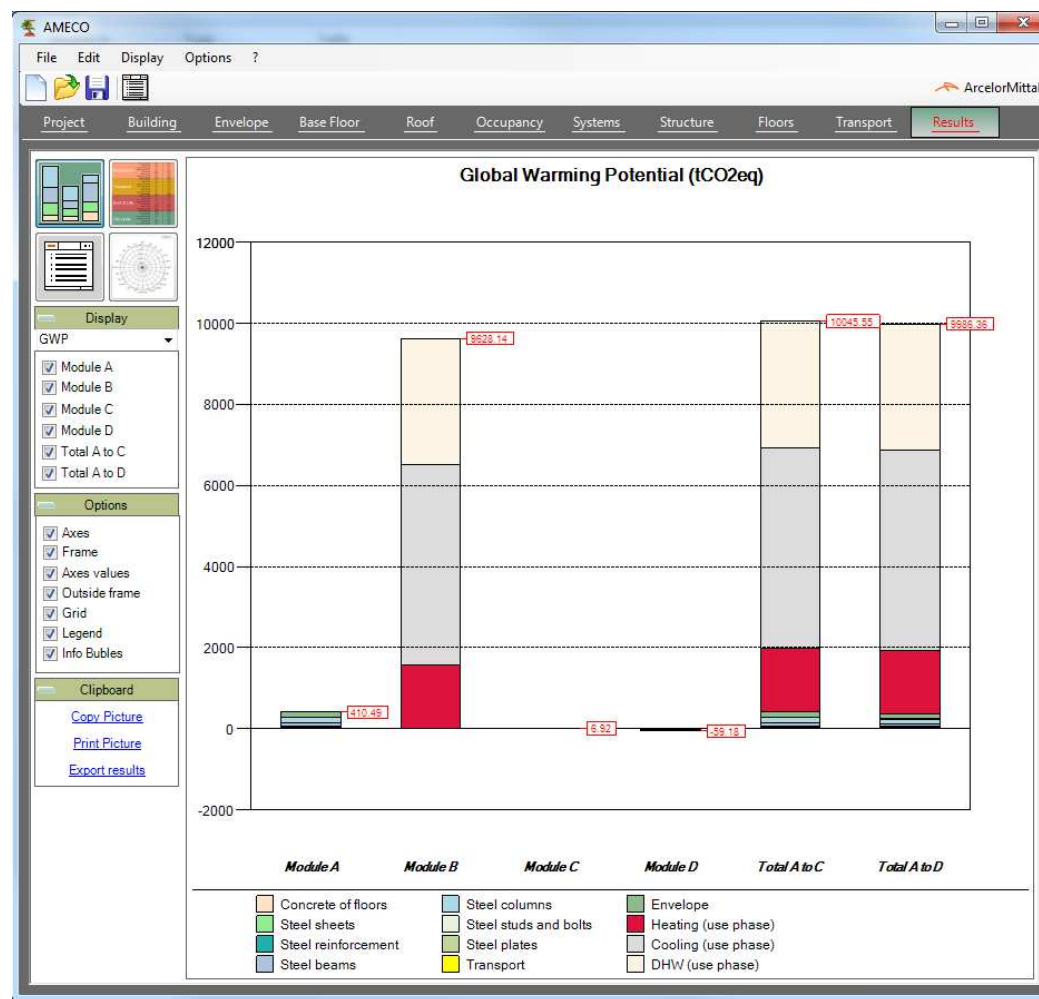 AMECO
File Edit Display Options ?
ArcelorMittal
Project Building Envelope Base Floor Roof Occupancy Systems Structure Floors Transport Results
Global Warming Potential (tCO2eq)
Display
GWP
Module A
Module B
Module C
Module D
Total A to C
Total A to D
Options
Axes
Frame
Axes values
Outside frame
Grid
Legend
Info Bubles
Clipboard
Copy Picture
Print Picture
Export results
12000
10000
8000
6000
4000
2000
0
-2000
410.49
9628.14
6.92
-59.18
10045.55
9986.36
Module A Module B Module C Module D Total A to C Total A to D
Concrete of floors Steel columns Envelope
Steel sheets Steel studs and bolts Heating (use phase)
Steel reinforcement Steel plates Cooling (use phase)
Steel beams Transport DHW (use phase)